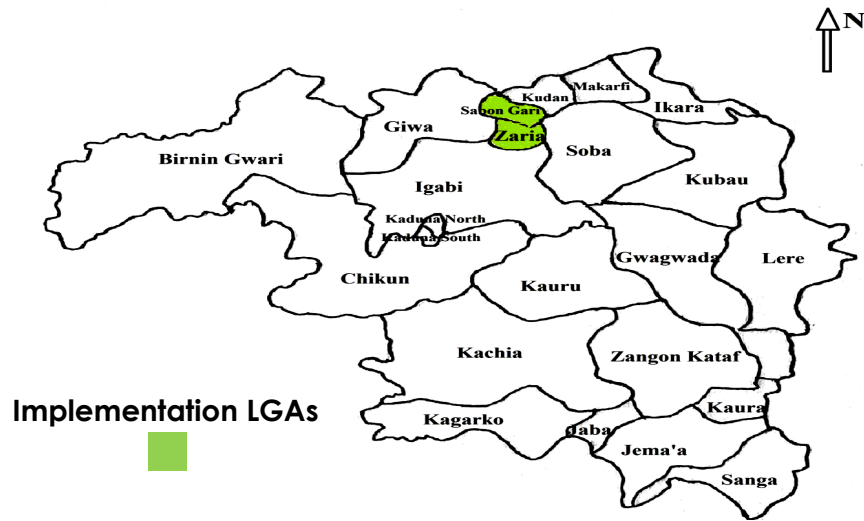 N
Makarfi
Kudan
Ikara
Sabon Gari
Giwa
Zaria
Soba
Birnin Gwari
Kubau
Igabi
Kaduna North
Kaduna South
Gwagwada
Lere
Chikun
Kauru
Kachia
Zangon Kataf
Implementation LGAs
Kagarko
Kaura
Jaba
Jema'a
Sanga